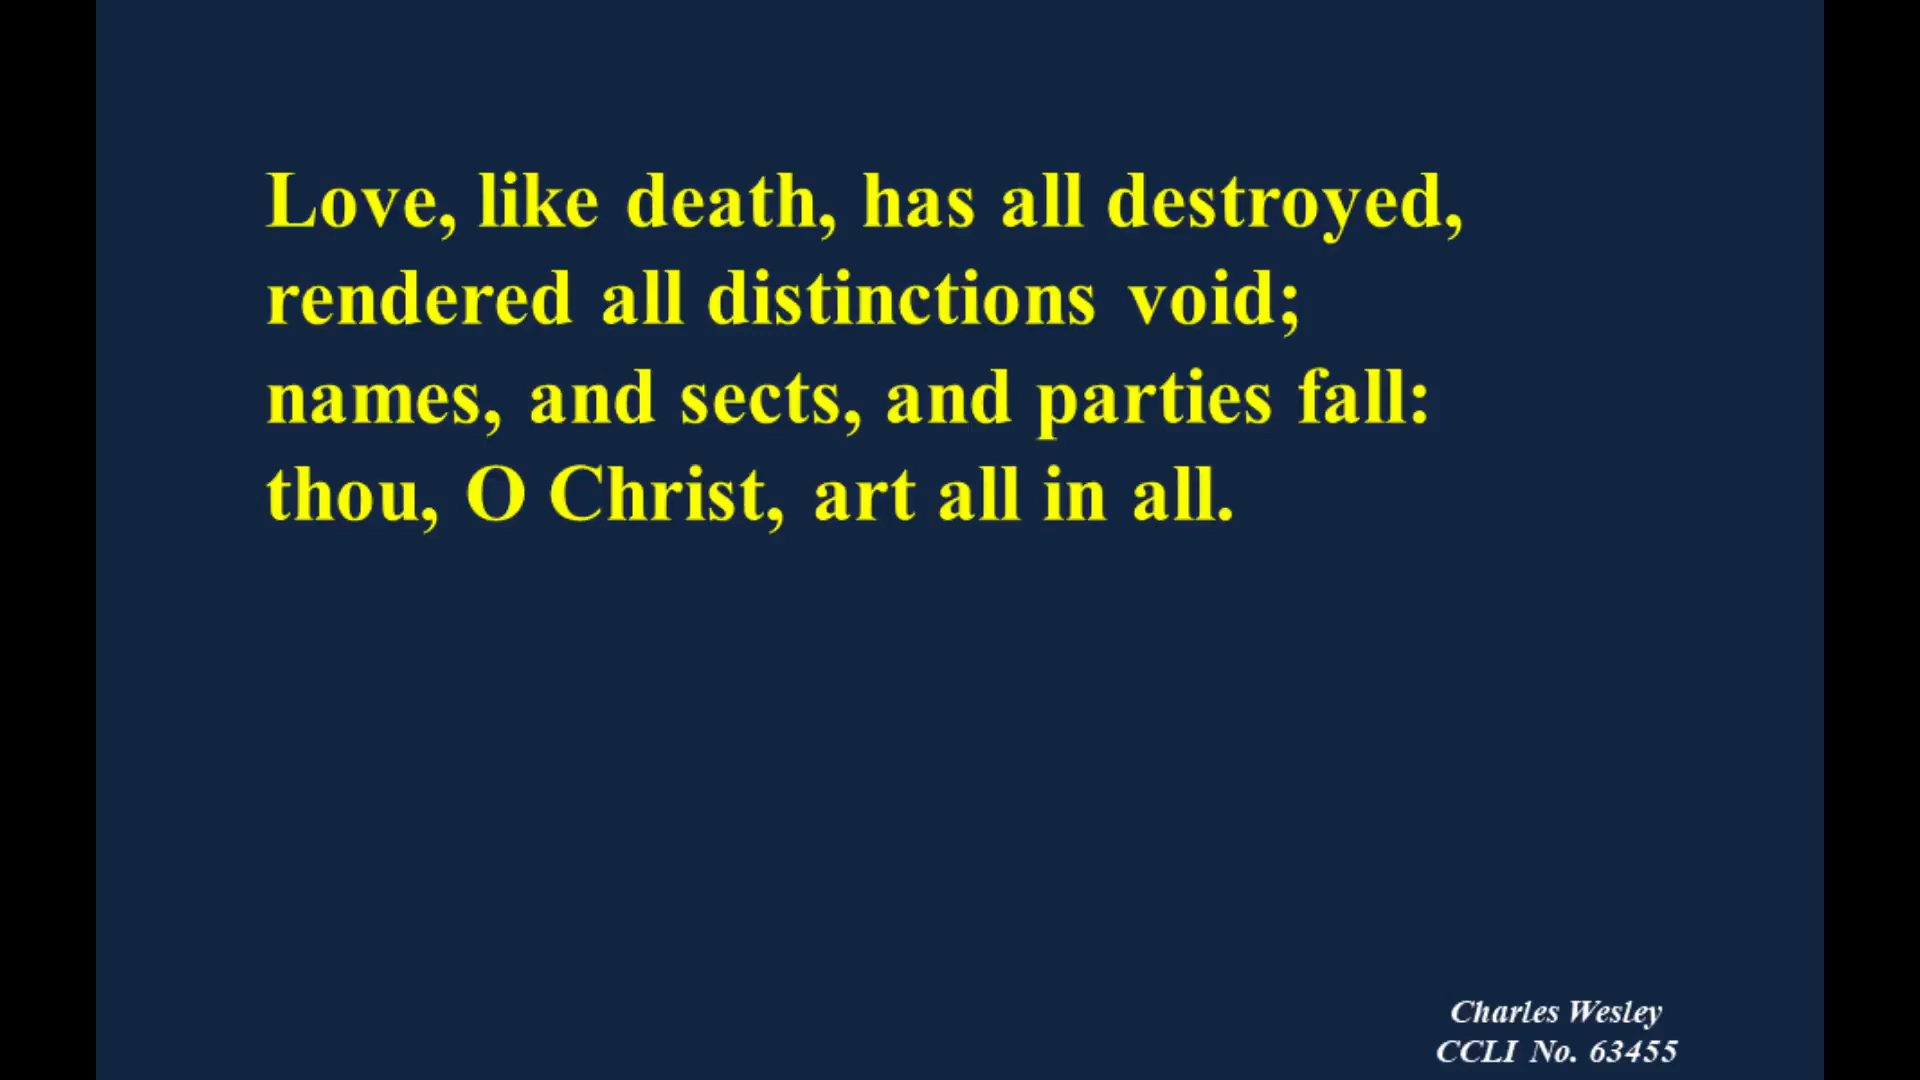 Love, like death, has all destroyed,
rendered all distinctions void;
names, and sects, and parties fall:
thou, O Christ, art all in all.
Charles Wesley
CCLI No. 63455